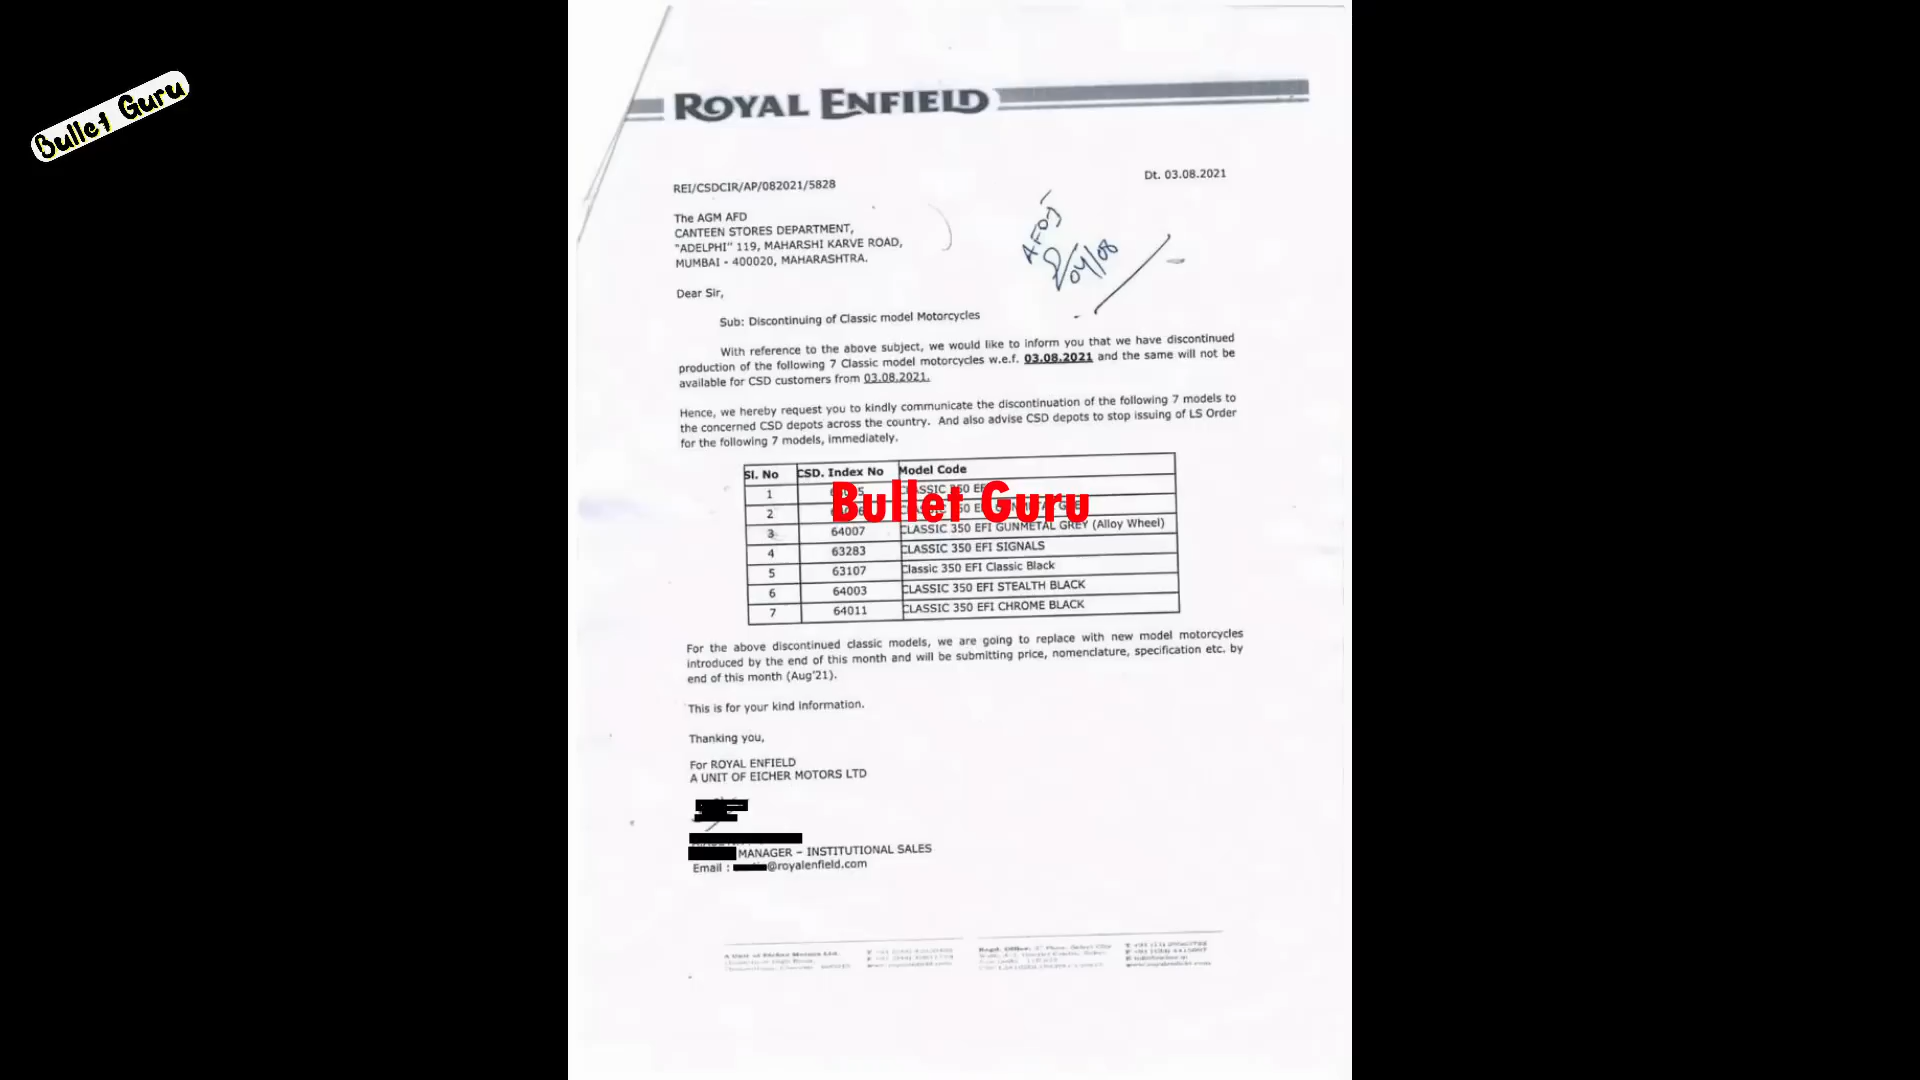 Bullet Guru
ROYAL ENFIELD
REI/CSDCIR/AP/082021/5828
Dt. 03.08.2021
The AGM AFD
CANTEEN STORES DEPARTMENT,
"ADELPHI" 119, MAHARSHI KARVE ROAD,
MUMBAI - 400020, MAHARASHTRA.
04/08
Dear Sir,
Sub: Discontinuing of Classic model Motorcycles
With reference to the above subject, we would like to inform you that we have discontinued
production of the following 7 Classic model motorcycles w.e.f. 03.08.2021 and the same will not be
available for CSD customers from 03.08.2021.
Hence, we hereby request you to kindly communicate the discontinuation of the following 7 models to
the concerned CSD depots across the country. And also advise CSD depots to stop issuing of LS Order
for the following 7 models, immediately.
Sl. No CSD. Index No Model Code
1 CLASSIC 350
2
Bullet Guru
3 64007 CLASSIC 350 EFI GUNMETAL GREY (Alloy Wheel)
4 63283 CLASSIC 350 EFI SIGNALS
5 63107 Classic 350 EFI Classic Black
6 64003 CLASSIC 350 EFI STEALTH BLACK
7 64011 CLASSIC 350 EFI CHROME BLACK
For the above discontinued classic models, we are going to replace with new model motorcycles
introduced by the end of this month and will be submitting price, nomenclature, specification etc. by
end of this month (Aug'21).
This is for your kind information.
Thanking you,
For ROYAL ENFIELD
A UNIT OF EICHER MOTORS LTD
MANAGER – INSTITUTIONAL SALES
Email : @royalenfield.com
A Unit of Eicher Motors Ltd.